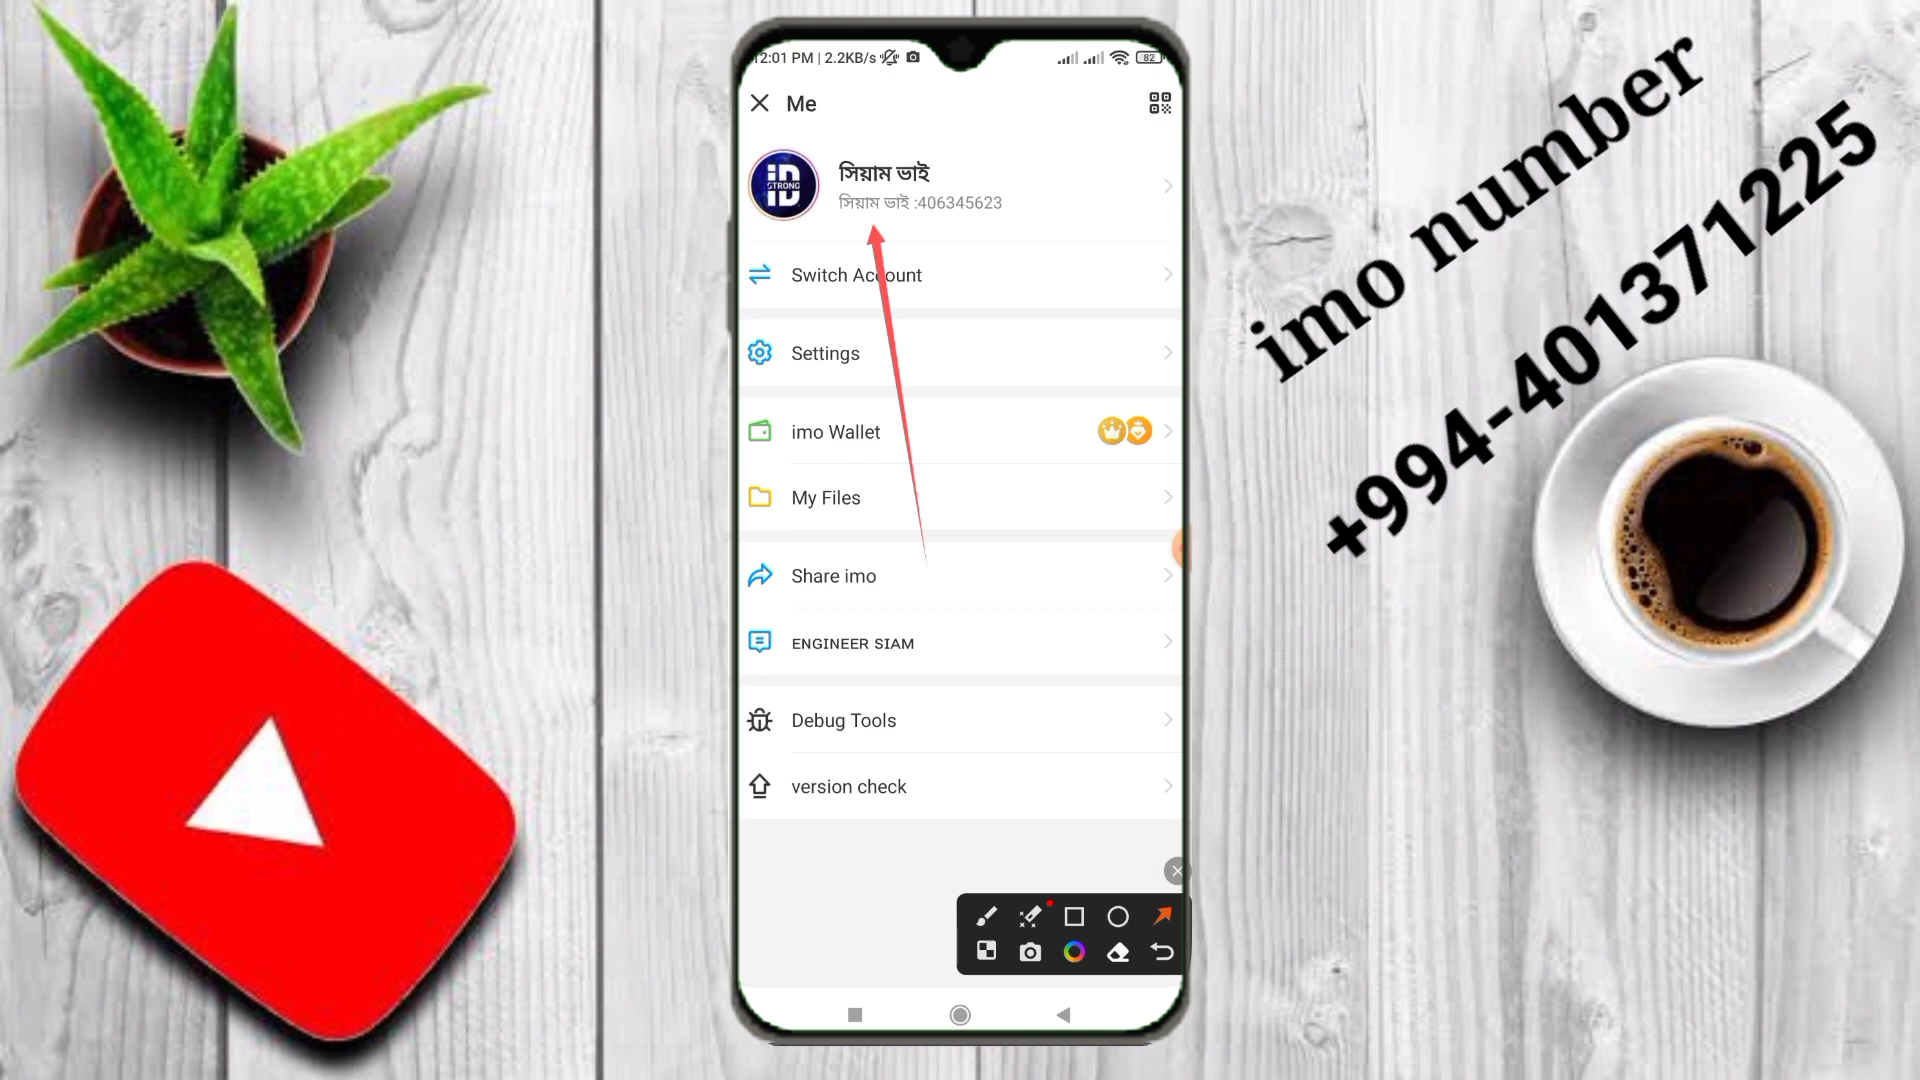 12:01 PM | 2.2KB/s
82
Me
iD
STRONG
সিয়াম ভাই
সিয়াম ভাই :406345623
Switch Account
Settings
imo Wallet
My Files
Share imo
ENGINEER SIAM
Debug Tools
version check
imo number
+994-401371225